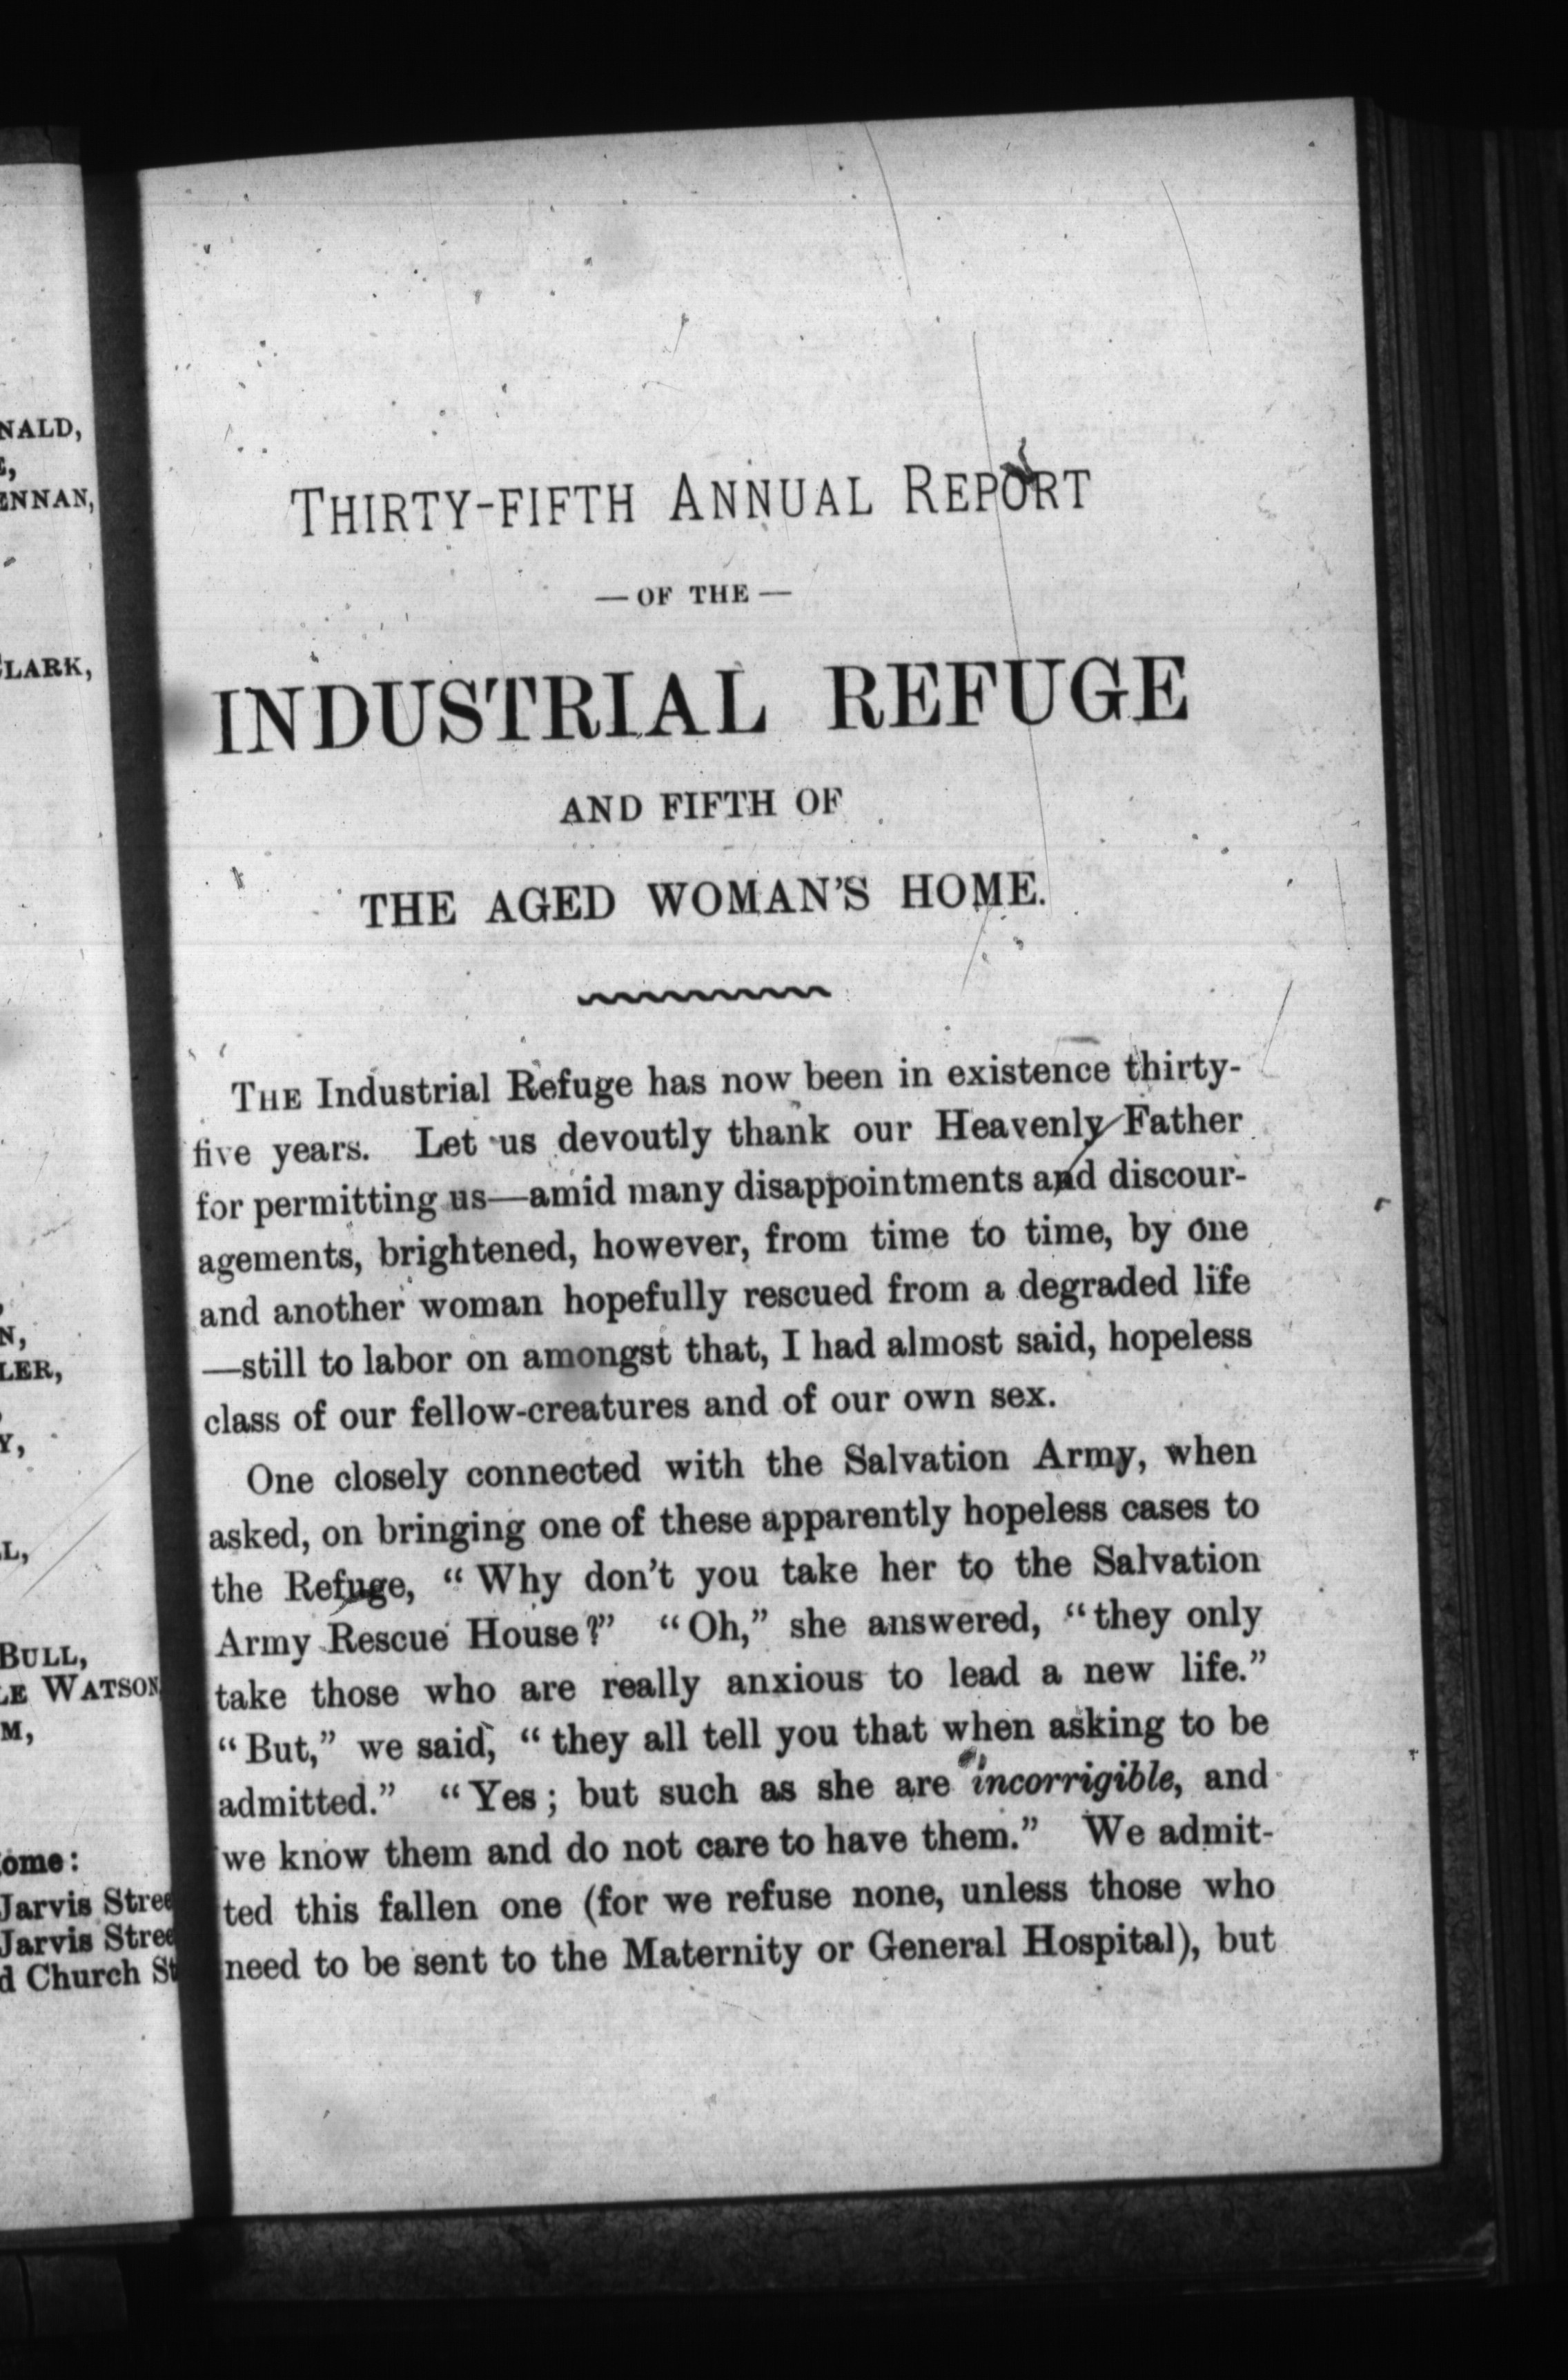 NALD,
ENNAN,
CLARK,
N,
LER,
Y,
L,
BULL,
LE WATSON
M,
ome:
Jarvis Stree
Jarvis Stree
d Church St
THIRTY-FIFTH ANNUAL REPORT
— OF THE —
INDUSTRIAL REFUGE
AND FIFTH OF
THE AGED WOMAN'S HOME.
THE Industrial Refuge has now been in existence thirty-
five years. Let us devoutly thank our Heavenly Father
for permitting us—amid many disappointments and discour-
agements, brightened, however, from time to time, by one
and another woman hopefully rescued from a degraded life
—still to labor on amongst that, I had almost said, hopeless
class of our fellow-creatures and of our own sex.
One closely connected with the Salvation Army, when
asked, on bringing one of these apparently hopeless cases to
the Refuge, “Why don't you take her to the Salvation
Army Rescue House?” “Oh,” she answered, “they only
take those who are really anxious to lead a new life.”
“But,” we said, “they all tell you that when asking to be
admitted.” “Yes; but such as she are incorrigible, and
we know them and do not care to have them.” We admit-
ted this fallen one (for we refuse none, unless those who
need to be sent to the Maternity or General Hospital), but